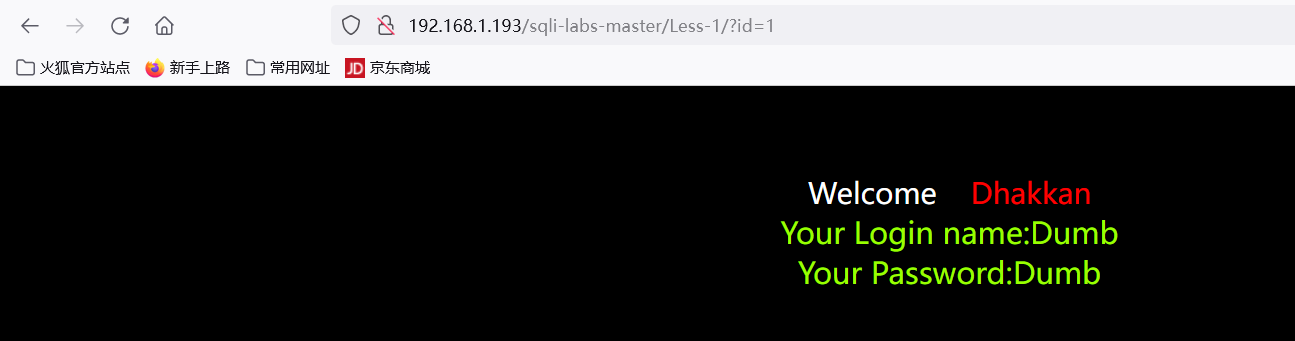 192.168.1.193/sqli-labs-master/Less-1/?id=1
火狐官方站点 新手上路 常用网址 JD 京东商城
Welcome Dhakkan
Your Login name:Dumb
Your Password:Dumb